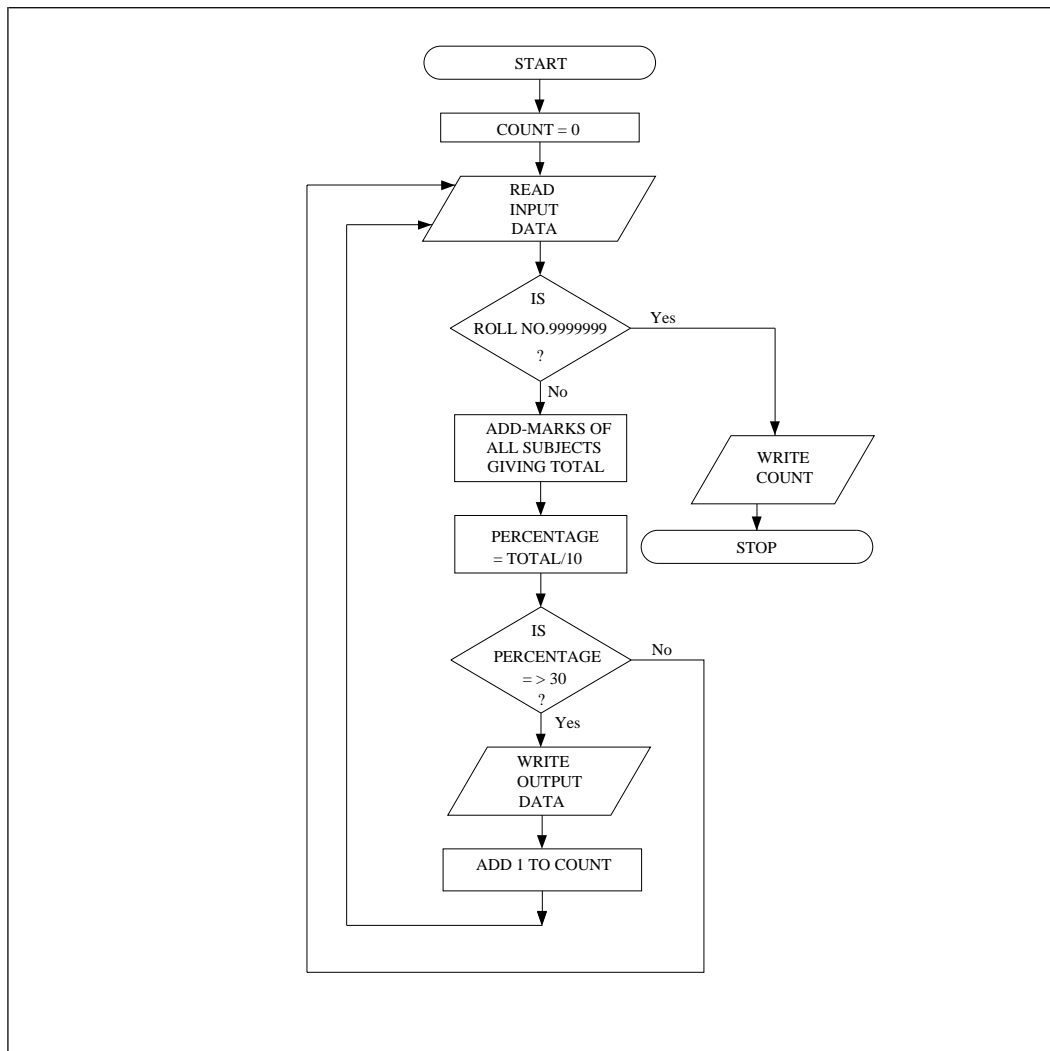 START
COUNT = 0
READ
INPUT
DATA
IS
ROLL NO.9999999
?
Yes
No
ADD-MARKS OF
ALL SUBJECTS
GIVING TOTAL
WRITE
COUNT
STOP
PERCENTAGE
= TOTAL/10
IS
PERCENTAGE
= > 30
?
No
Yes
WRITE
OUTPUT
DATA
ADD 1 TO COUNT